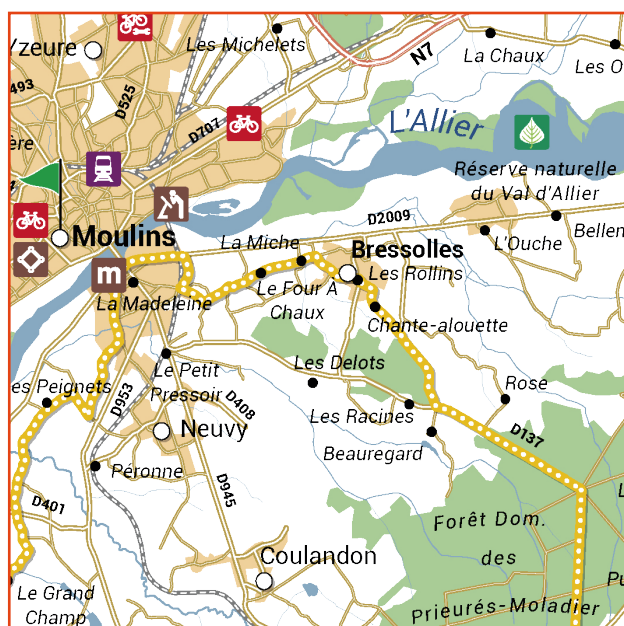 Yzeure
Les Michelets
N7
La Chaux
Les O
493
D525
D707
ère
L'Allier
Réserve naturelle
du Val d'Allier
D2009
Moulins
La Miche
Bressolles
L'Ouche
Bellen
Les Rollins
m
La Madeleine
Le Four À
Chaux
Chante-alouette
Le Petit
Pressoir
Les Delots
Rose
es Peignets
D953
D408
Les Racines
Neuvy
Beauregard
D137
Péronne
D401
D945
Forêt Dom.
des
Prieurés-Moladier
Coulandon
Le Grand
Champ